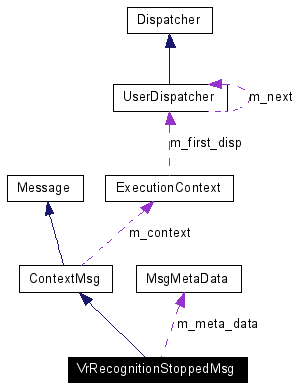 Dispatcher
UserDispatcher
m_next
m_first_disp
Message
ExecutionContext
m_context
ContextMsg
MsgMetaData
m_meta_data
VrRecognitionStoppedMsg